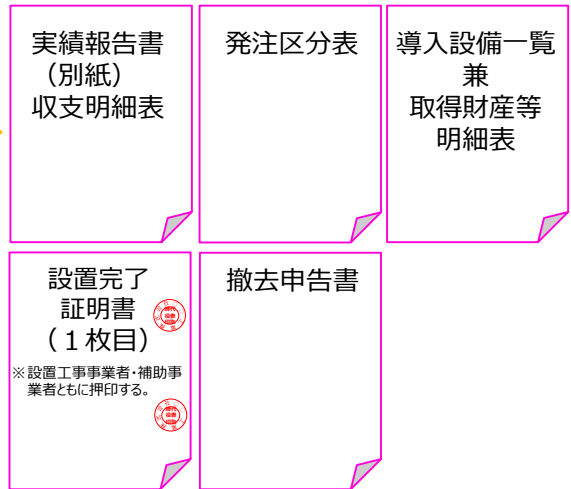 実績報告書
（別紙）
収支明細表
発注区分表
導入設備一覧
兼
取得財産等
明細表
設置完了
証明書
（１枚目）
※設置工事事業者・補助事
業者ともに押印する。
撤去申告書